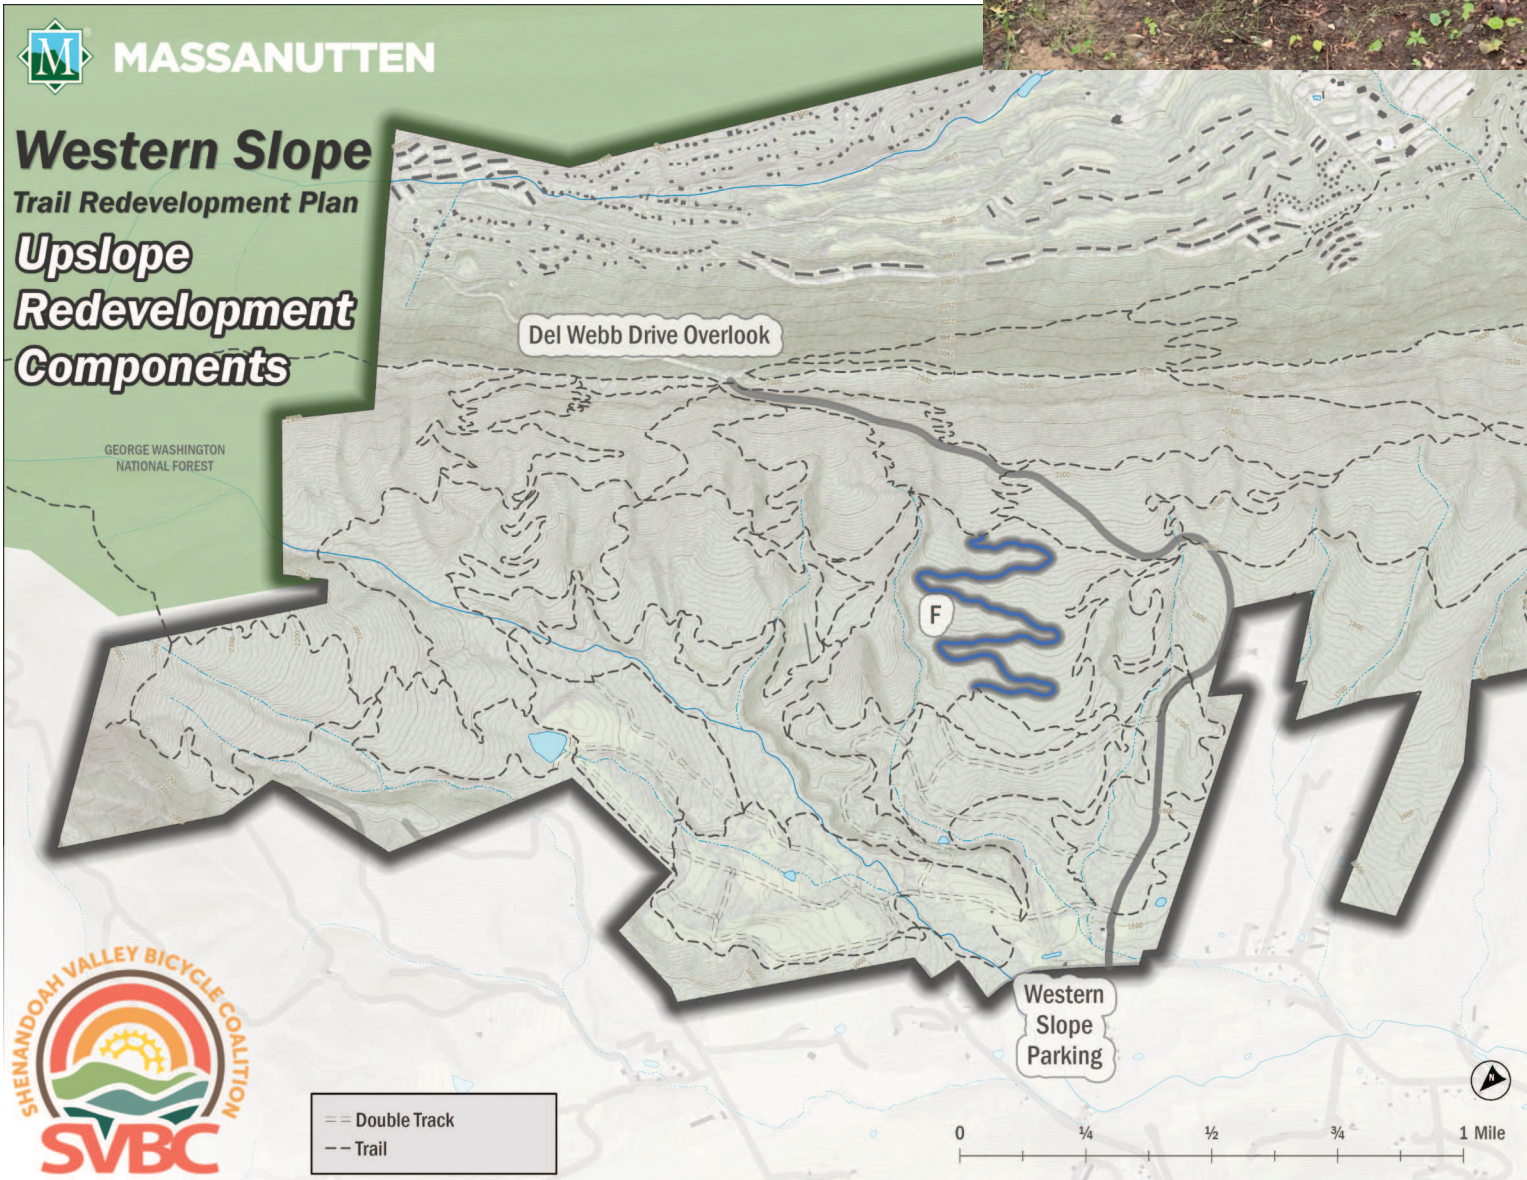 MASSANUTTEN
Western Slope
Trail Redevelopment Plan
Upslope
Redevelopment
Components
Del Webb Drive Overlook
GEORGE WASHINGTON
NATIONAL FOREST
F
Western
Slope
Parking
SHENANDOAH VALLEY BICYCLE COALITION
SVBC
Double Track
Trail
N
0 ¼ ½ ¾ 1 Mile